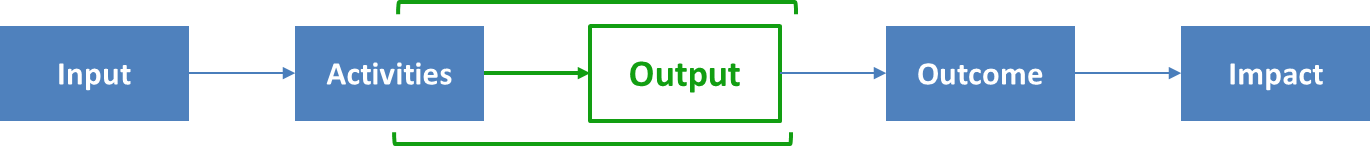 Input
Activities
Output
Outcome
Impact